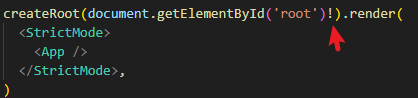 createRoot(document.getElementById('root')!).render(
  <StrictMode>
    <App />
  </StrictMode>,
)